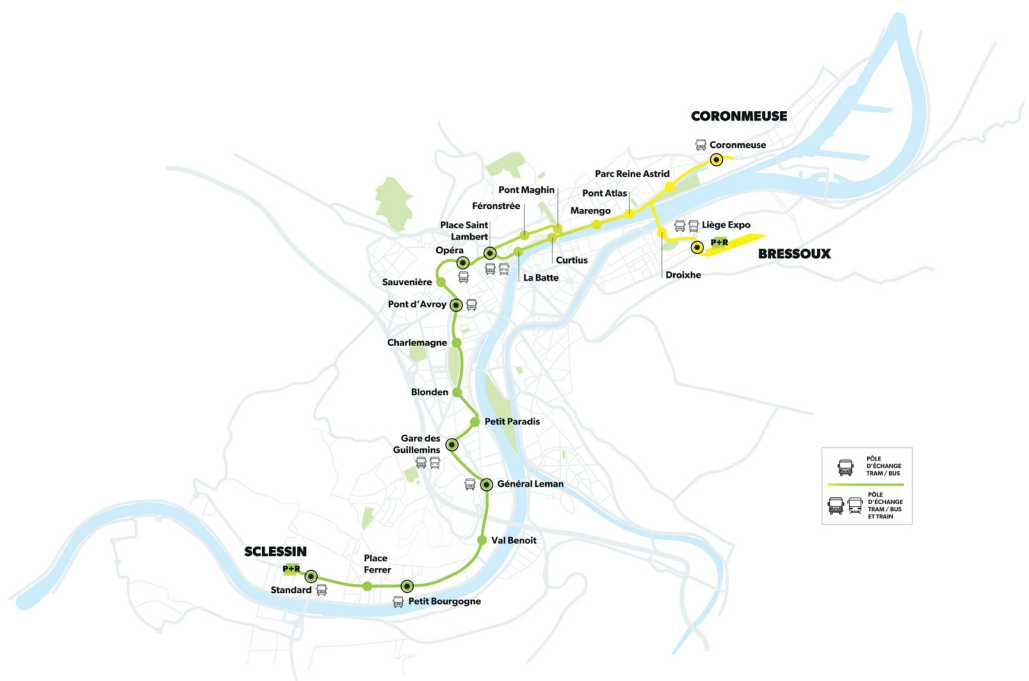 CORONMEUSE
Coronmeuse
Parc Reine Astrid
Pont Maghin
Pont Atlas
Féronstrée
Marengo
Place Saint
Lambert
Liège Expo
P+R
BRESSOUX
Opéra
Curtius
La Batte
Droixhe
Sauvenière
Pont d'Avroy
Charlemagne
Blonden
Petit Paradis
Gare des
Guillemins
Général Leman
Val Benoît
SCLESSIN
P+R
Place
Ferrer
Standard
Petit Bourgogne
PÔLE
D'ÉCHANGE
TRAM / BUS
PÔLE
D'ÉCHANGE
TRAM / BUS
ET TRAIN